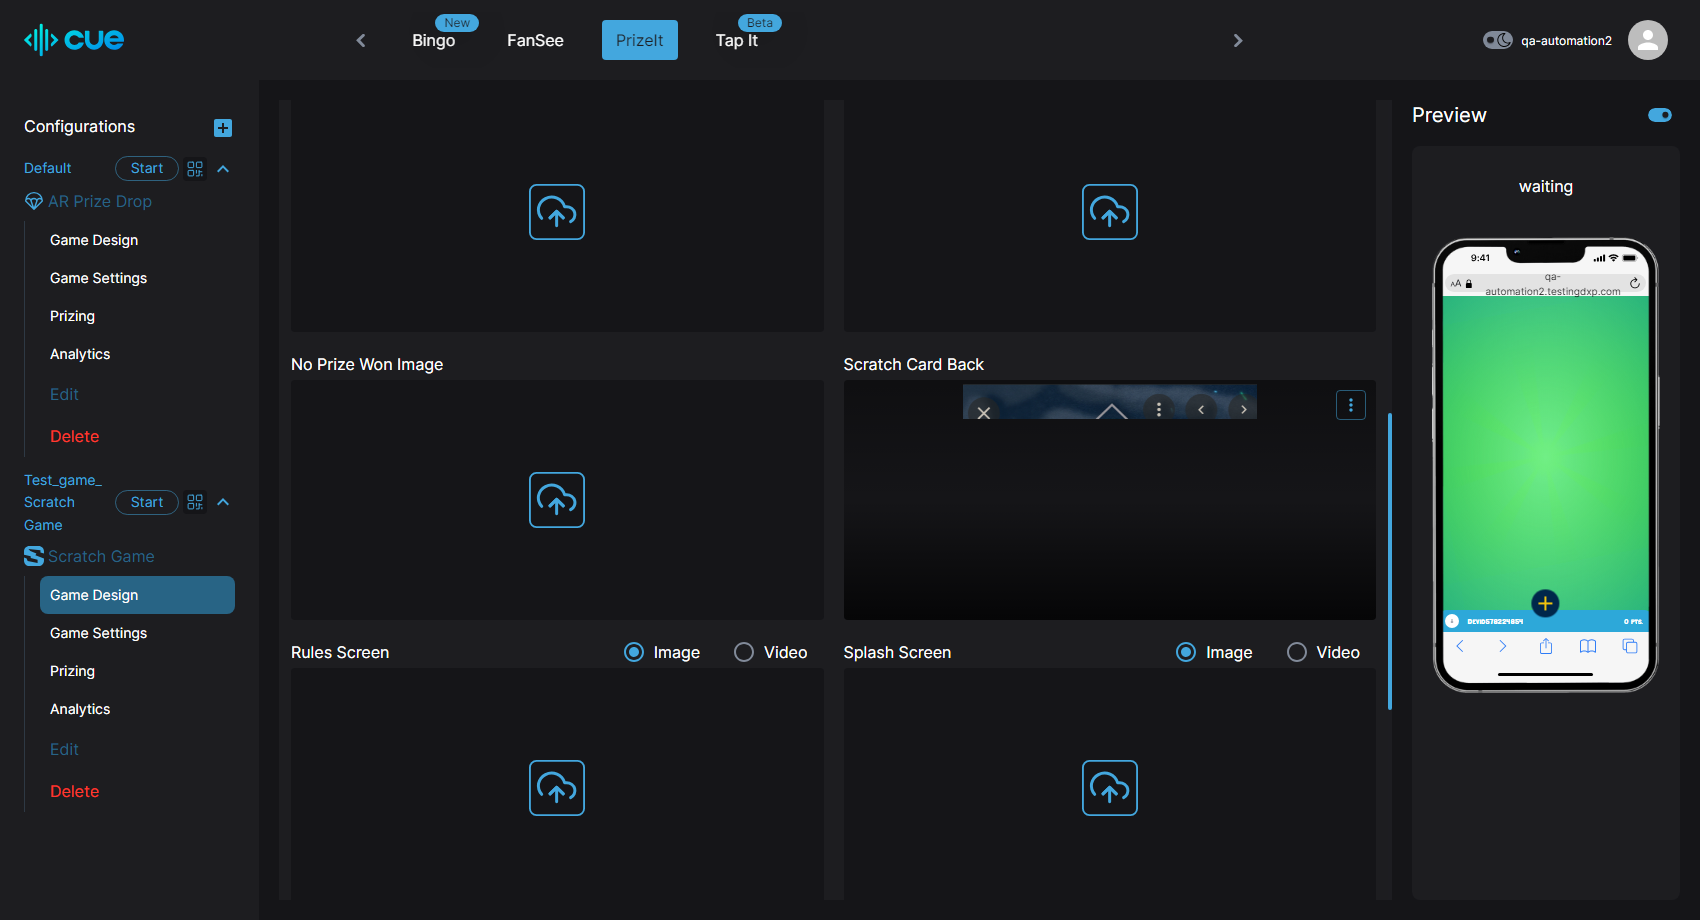 cue
New
Bingo
FanSee
PrizeIt
Beta
Tap It
qa-automation2
Configurations
Default
Start
AR Prize Drop
Game Design
Game Settings
Prizing
Analytics
Edit
Delete
Test_game_
Scratch
Game
Start
Scratch Game
Game Design
Game Settings
Prizing
Analytics
Edit
Delete
No Prize Won Image
Scratch Card Back
Rules Screen
Image
Video
Splash Screen
Image
Video
Preview
waiting
9:41
AA
qa-
automation2.testingdxp.com
0 PTS.